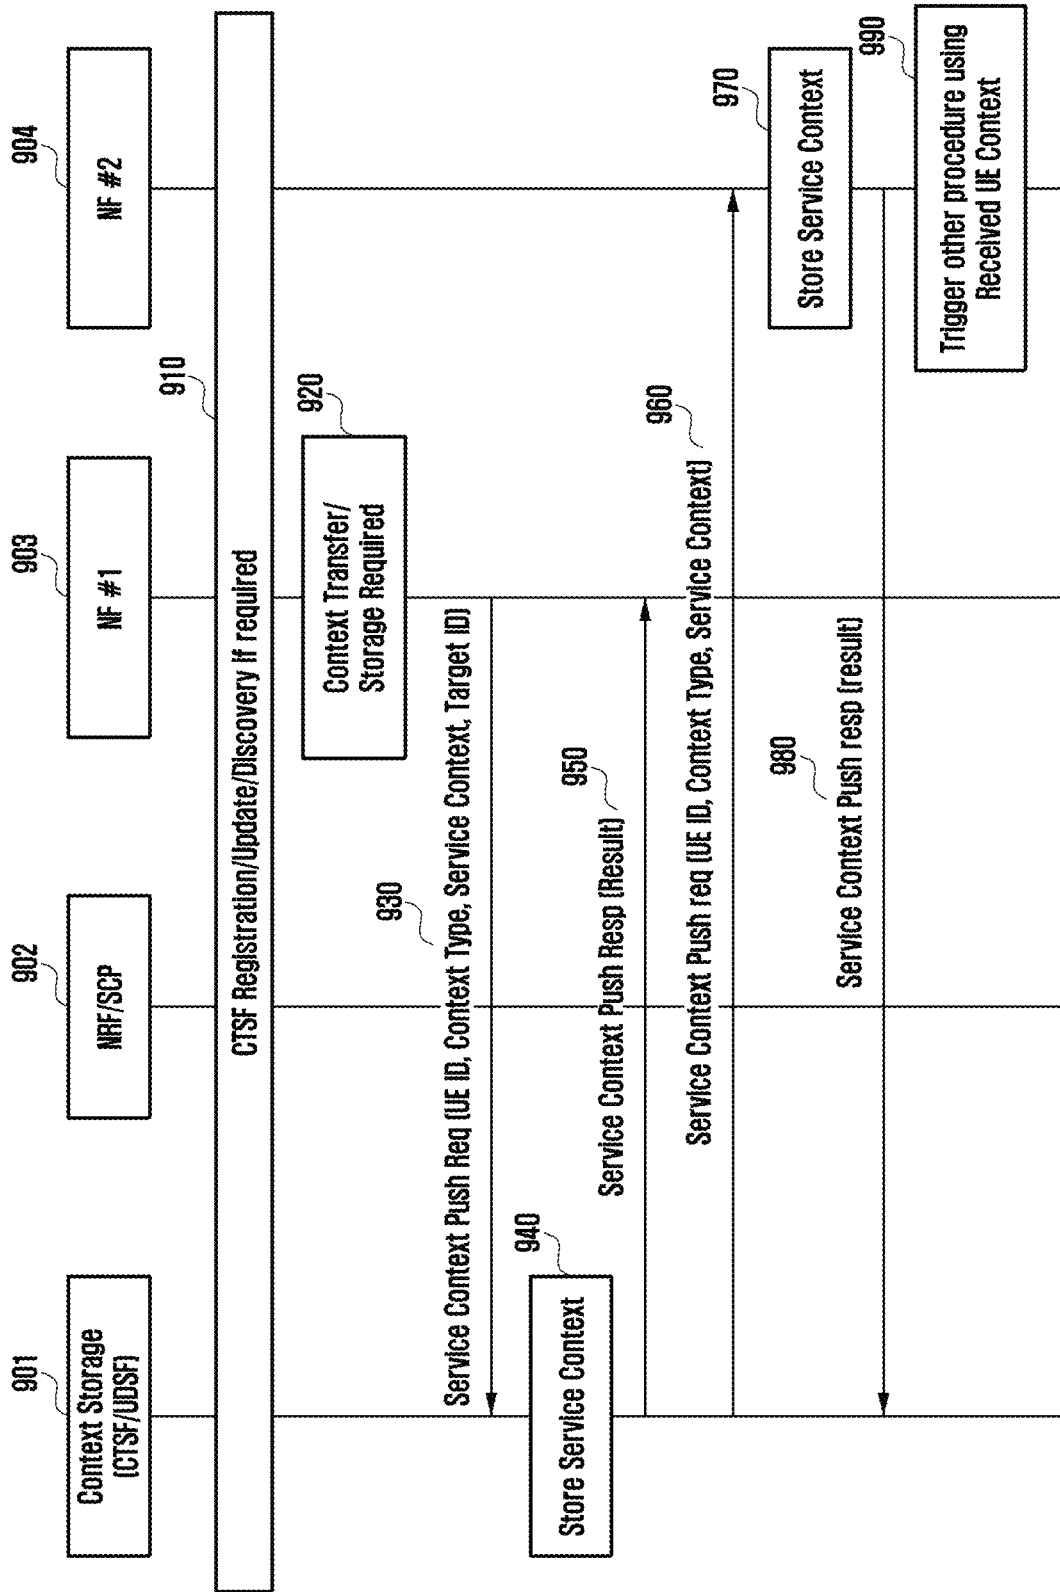 901
Context Storage
(CTSF/UDSF)
902
NRF/SCP
903
NF #1
904
NF #2
910
CTSF Registration/Update/Discovery if required
920
Context Transfer/
Storage Required
930
Service Context Push Req (UE ID, Context Type, Service Context, Target ID)
940
Store Service Context
950
Service Context Push Resp (Result)
960
Service Context Push req (UE ID, Context Type, Service Context)
970
Store Service Context
980
Service Context Push resp (result)
990
Trigger other procedure using
Received UE Context